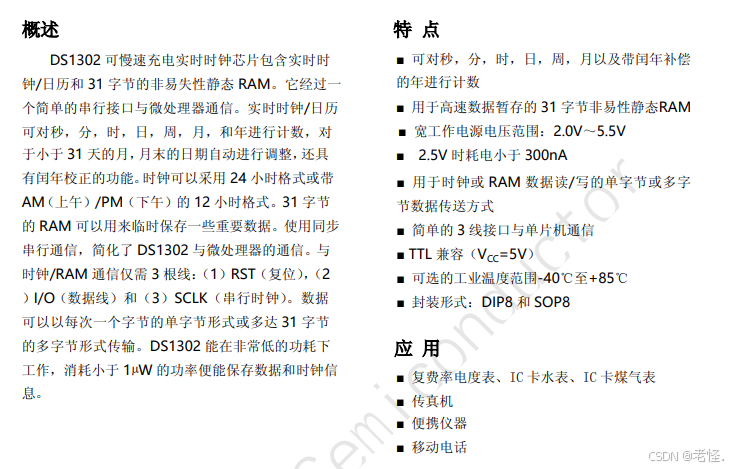 概述
DS1302 可慢速充电实时时钟芯片包含实时时
钟/日历和 31 字节的非易失性静态 RAM。它经过一
个简单的串行接口与微处理器通信。实时时钟/日历
可对秒，分，时，日，周，月，和年进行计数，对
于小于 31 天的月，月末的日期自动进行调整，还具
有闰年校正的功能。时钟可以采用 24 小时格式或带
AM（上午）/PM（下午）的 12 小时格式。31 字节
的 RAM 可以用来临时保存一些重要数据。使用同步
串行通信，简化了 DS1302 与微处理器的通信。与
时钟/RAM 通信仅需 3 根线：（1）RST（复位），（2
）I/O（数据线）和（3）SCLK（串行时钟）。数据
可以以每次一个字节的单字节形式或多达 31 字节
的多字节形式传输。DS1302 能在非常低的功耗下
工作，消耗小于 1μW 的功率便能保存数据和时钟信
息。
特 点
■ 可对秒，分，时，日，周，月以及带闰年补偿
的年进行计数
■ 用于高速数据暂存的 31 字节非易性静态RAM
■ 宽工作电源电压范围：2.0V～5.5V
■ 2.5V 时耗电小于 300nA
■ 用于时钟或 RAM 数据读/写的单字节或多字
节数据传送方式
■ 简单的 3 线接口与单片机通信
■ TTL 兼容（VCC=5V）
■ 可选的工业温度范围-40℃至+85℃
■ 封装形式：DIP8 和 SOP8
应 用
■ 复费率电度表、IC 卡水表、IC 卡煤气表
■ 传真机
■ 便携仪器
■ 移动电话
Semiconductor
CSDN @老怪.